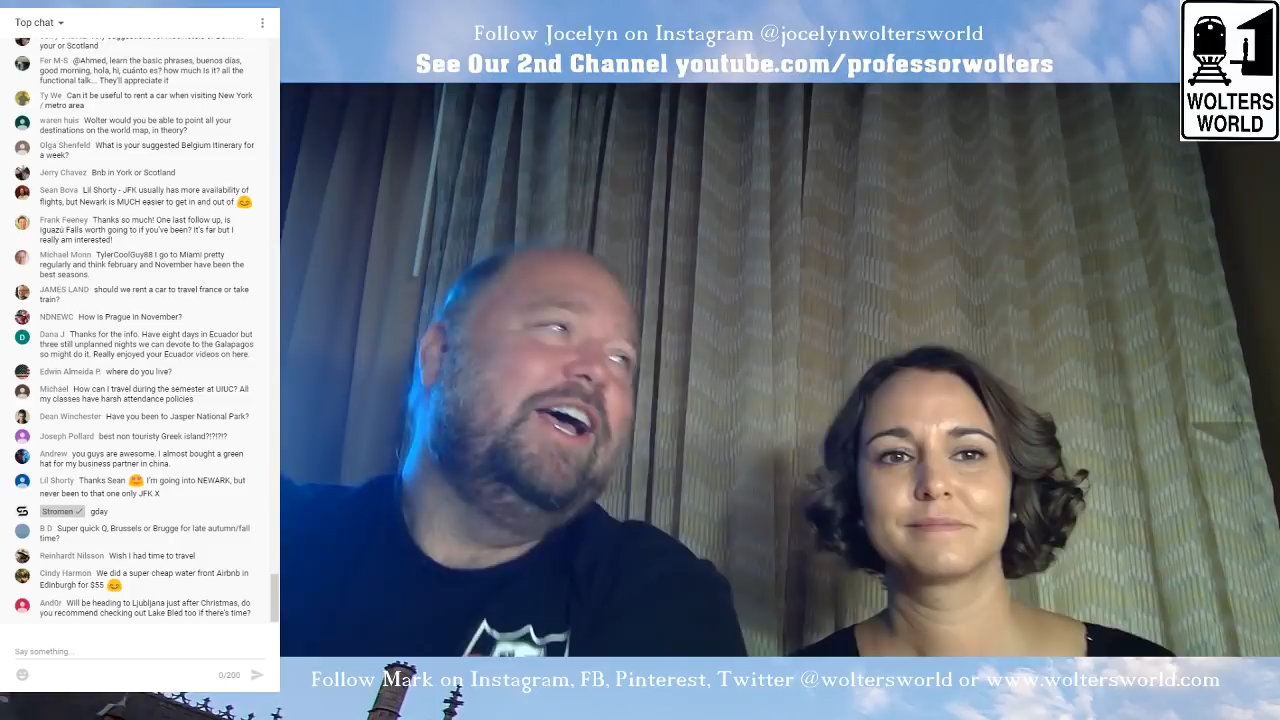 Top chat
your or Scotland
Fer M-S @Ahmed, learn the basic phrases, buenos días,
good morning, hola, hi, cuánto es? how much Is it? all the
functional talk... They'll appreciate it
Ty We Can it be useful to rent a car when visiting New York
/ metro area
waren huis Wolter would you be able to point all your
destinations on the world map, in theory?
Olga Shenfeld What is your suggested Belgium Itinerary for
a week?
Jerry Chavez Bnb in York or Scotland
Sean Bova Lil Shorty - JFK usually has more availability of
flights, but Newark is MUCH easier to get in and out of
Frank Feeney Thanks so much! One last follow up, is
Iguazú Falls worth going to if you've been? It's far but I
really am interested!
Michael Monn TylerCoolGuy88 I go to Miami pretty
regularly and think february and November have been the
best seasons.
JAMES LAND should we rent a car to travel france or take
train?
NDNEWC How is Prague in November?
Dana J Thanks for the info. Have eight days in Ecuador but
three still unplanned nights we can devote to the Galapagos
so might do it. Really enjoyed your Ecuador videos on here.
Edwin Almeida P. where do you live?
Michael How can I travel during the semester at UIUC? All
my classes have harsh attendance policies
Dean Winchester Have you been to Jasper National Park?
Joseph Pollard best non touristy Greek island?!?!?!?
Andrew you guys are awesome. I almost bought a green
hat for my business partner in china.
Lil Shorty Thanks Sean I'm going into NEWARK, but
never been to that one only JFK X
Stromen gday
B D Super quick Q, Brussels or Brugge for late autumn/fall
time?
Reinhardt Nilsson Wish I had time to travel
Cindy Harmon We did a super cheap water front Airbnb in
Edinburgh for $55
And0r Will be heading to Ljubljana just after Christmas, do
you recommend checking out Lake Bled too if there's time?
Say something...
0/200
Follow Jocelyn on Instagram @jocelynwoltersworld
See Our 2nd Channel youtube.com/professorwolters
WOLTERS
WORLD
Follow Mark on Instagram, FB, Pinterest, Twitter @woltersworld or www.woltersworld.com